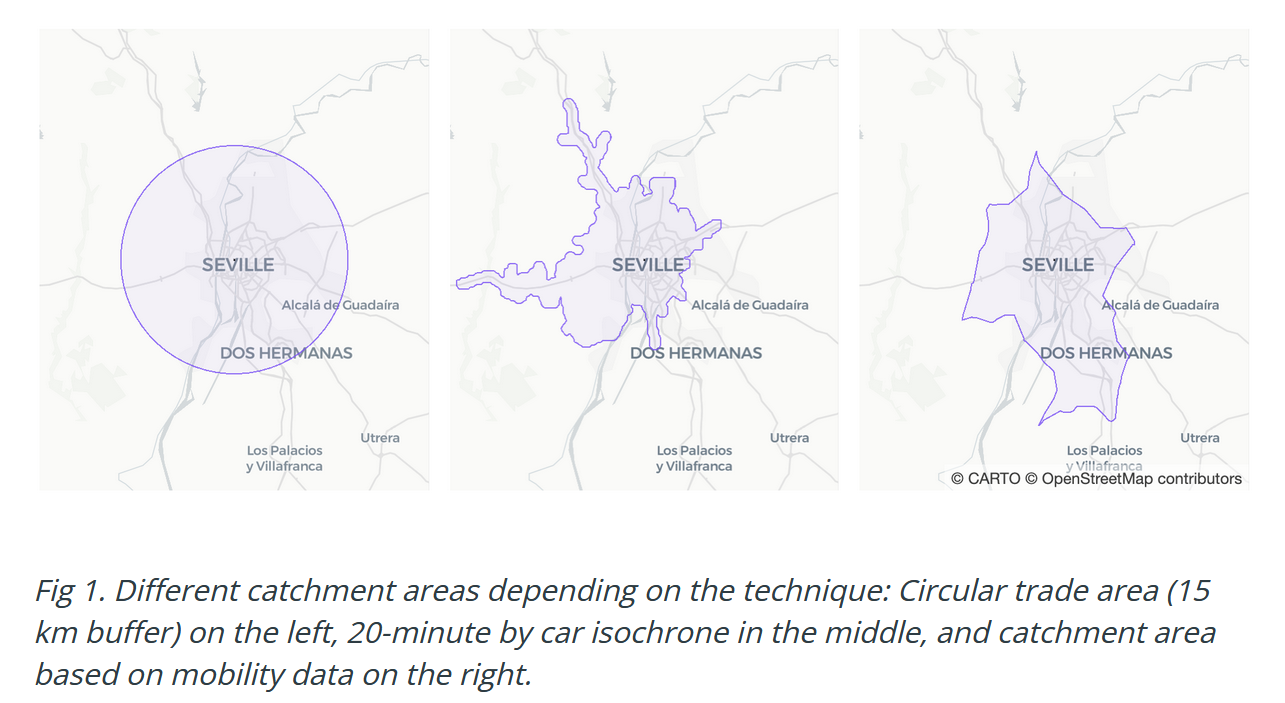 SEVILLE
Alcalá de Guadaíra
DOS HERMANAS
Utrera
Los Palacios
y Villafranca
SEVILLE
Alcalá de Guadaíra
DOS HERMANAS
Utrera
Los Palacios
y Villafranca
SEVILLE
Alcalá de Guadaíra
DOS HERMANAS
Utrera
Los Palacios
y Villafranca
© CARTO © OpenStreetMap contributors
Fig 1. Different catchment areas depending on the technique: Circular trade area (15
km buffer) on the left, 20-minute by car isochrone in the middle, and catchment area
based on mobility data on the right.